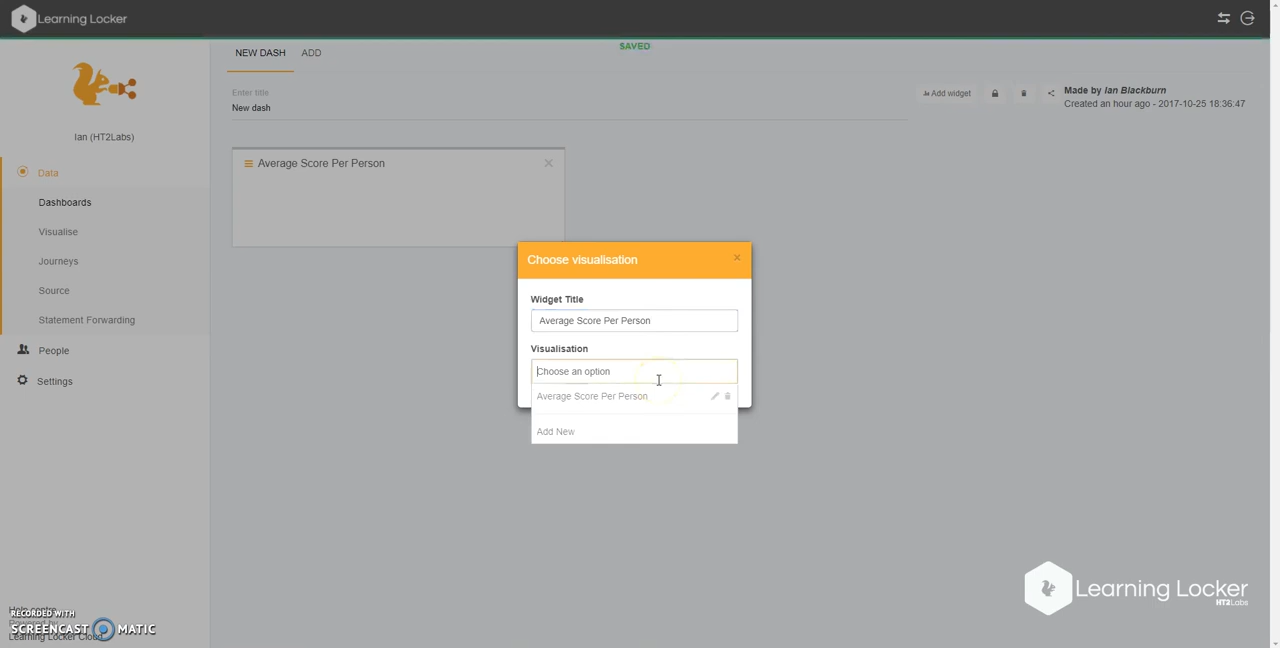 Learning Locker
NEW DASH
ADD
SAVED
Enter title
New dash
Add widget
Made by Ian Blackburn
Created an hour ago - 2017-10-25 18:36:47
Ian (HT2Labs)
Data
Dashboards
Visualise
Journeys
Source
Statement Forwarding
People
Settings
Average Score Per Person
Choose visualisation
Widget Title
Average Score Per Person
Visualisation
Choose an option
Average Score Per Person
Add New
Learning Locker
HT2Labs
RECORDED WITH
SCREENCAST MATIC
Learning Locker Cloud